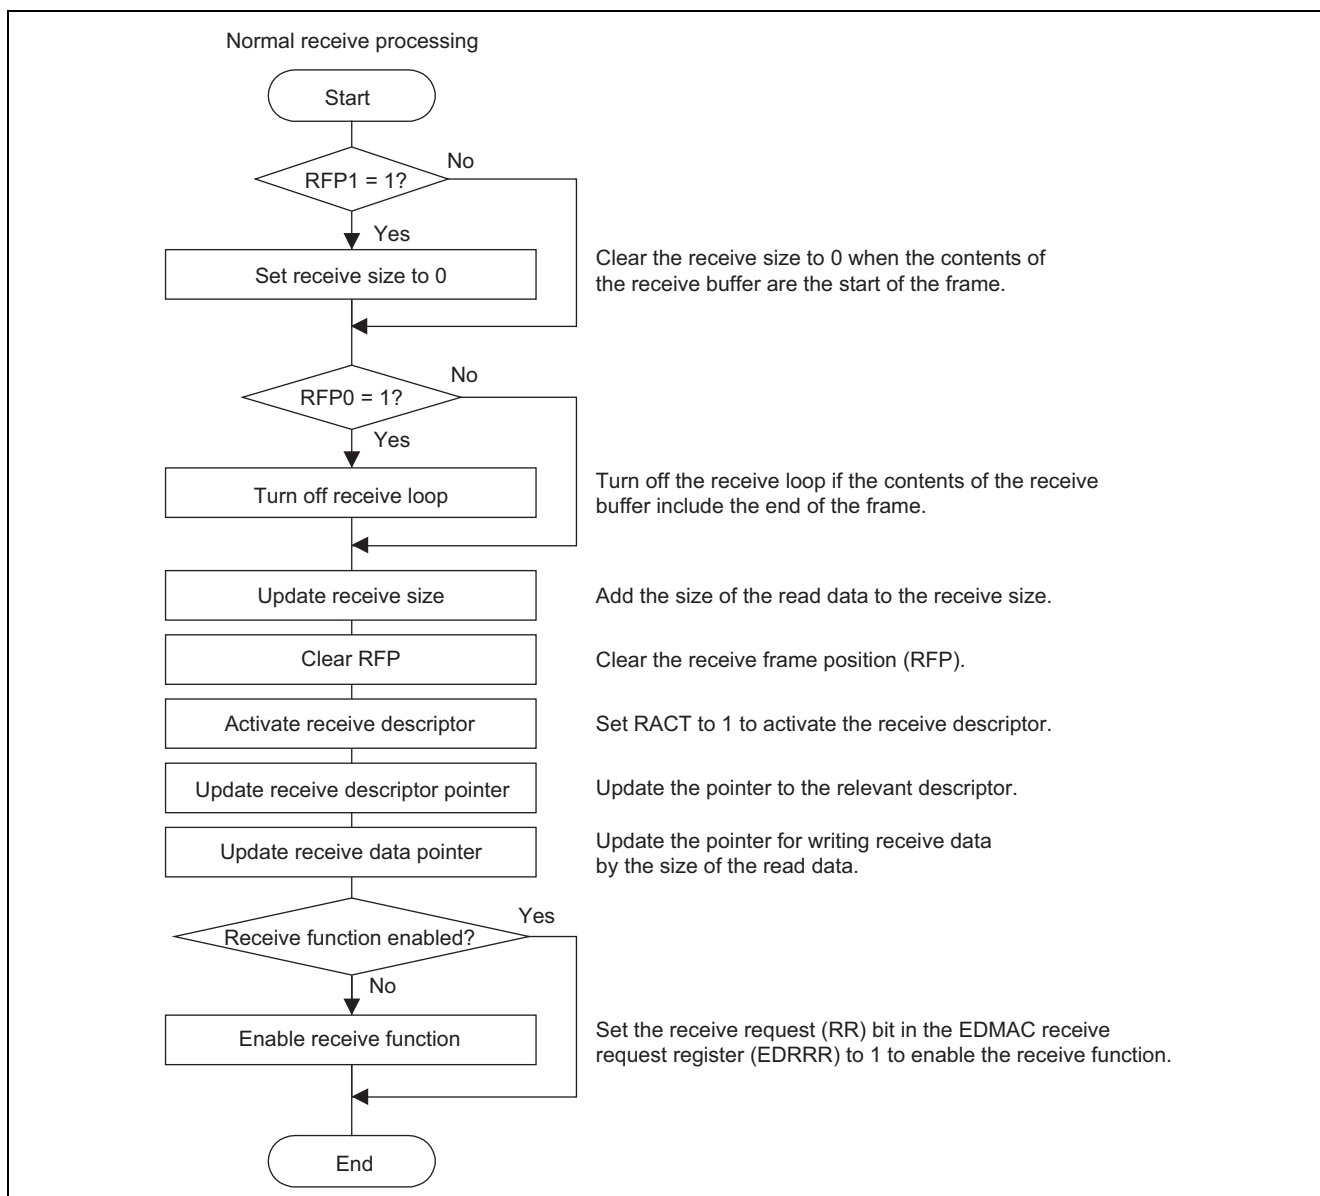 Normal receive processing
Start
No
RFP1 = 1?
Yes
Set receive size to 0
Clear the receive size to 0 when the contents of
the receive buffer are the start of the frame.
No
RFP0 = 1?
Yes
Turn off receive loop
Turn off the receive loop if the contents of the receive
buffer include the end of the frame.
Update receive size
Add the size of the read data to the receive size.
Clear RFP
Clear the receive frame position (RFP).
Activate receive descriptor
Set RACT to 1 to activate the receive descriptor.
Update receive descriptor pointer
Update the pointer to the relevant descriptor.
Update receive data pointer
Update the pointer for writing receive data
by the size of the read data.
Yes
Receive function enabled?
No
Enable receive function
Set the receive request (RR) bit in the EDMAC receive
request register (EDRRR) to 1 to enable the receive function.
End